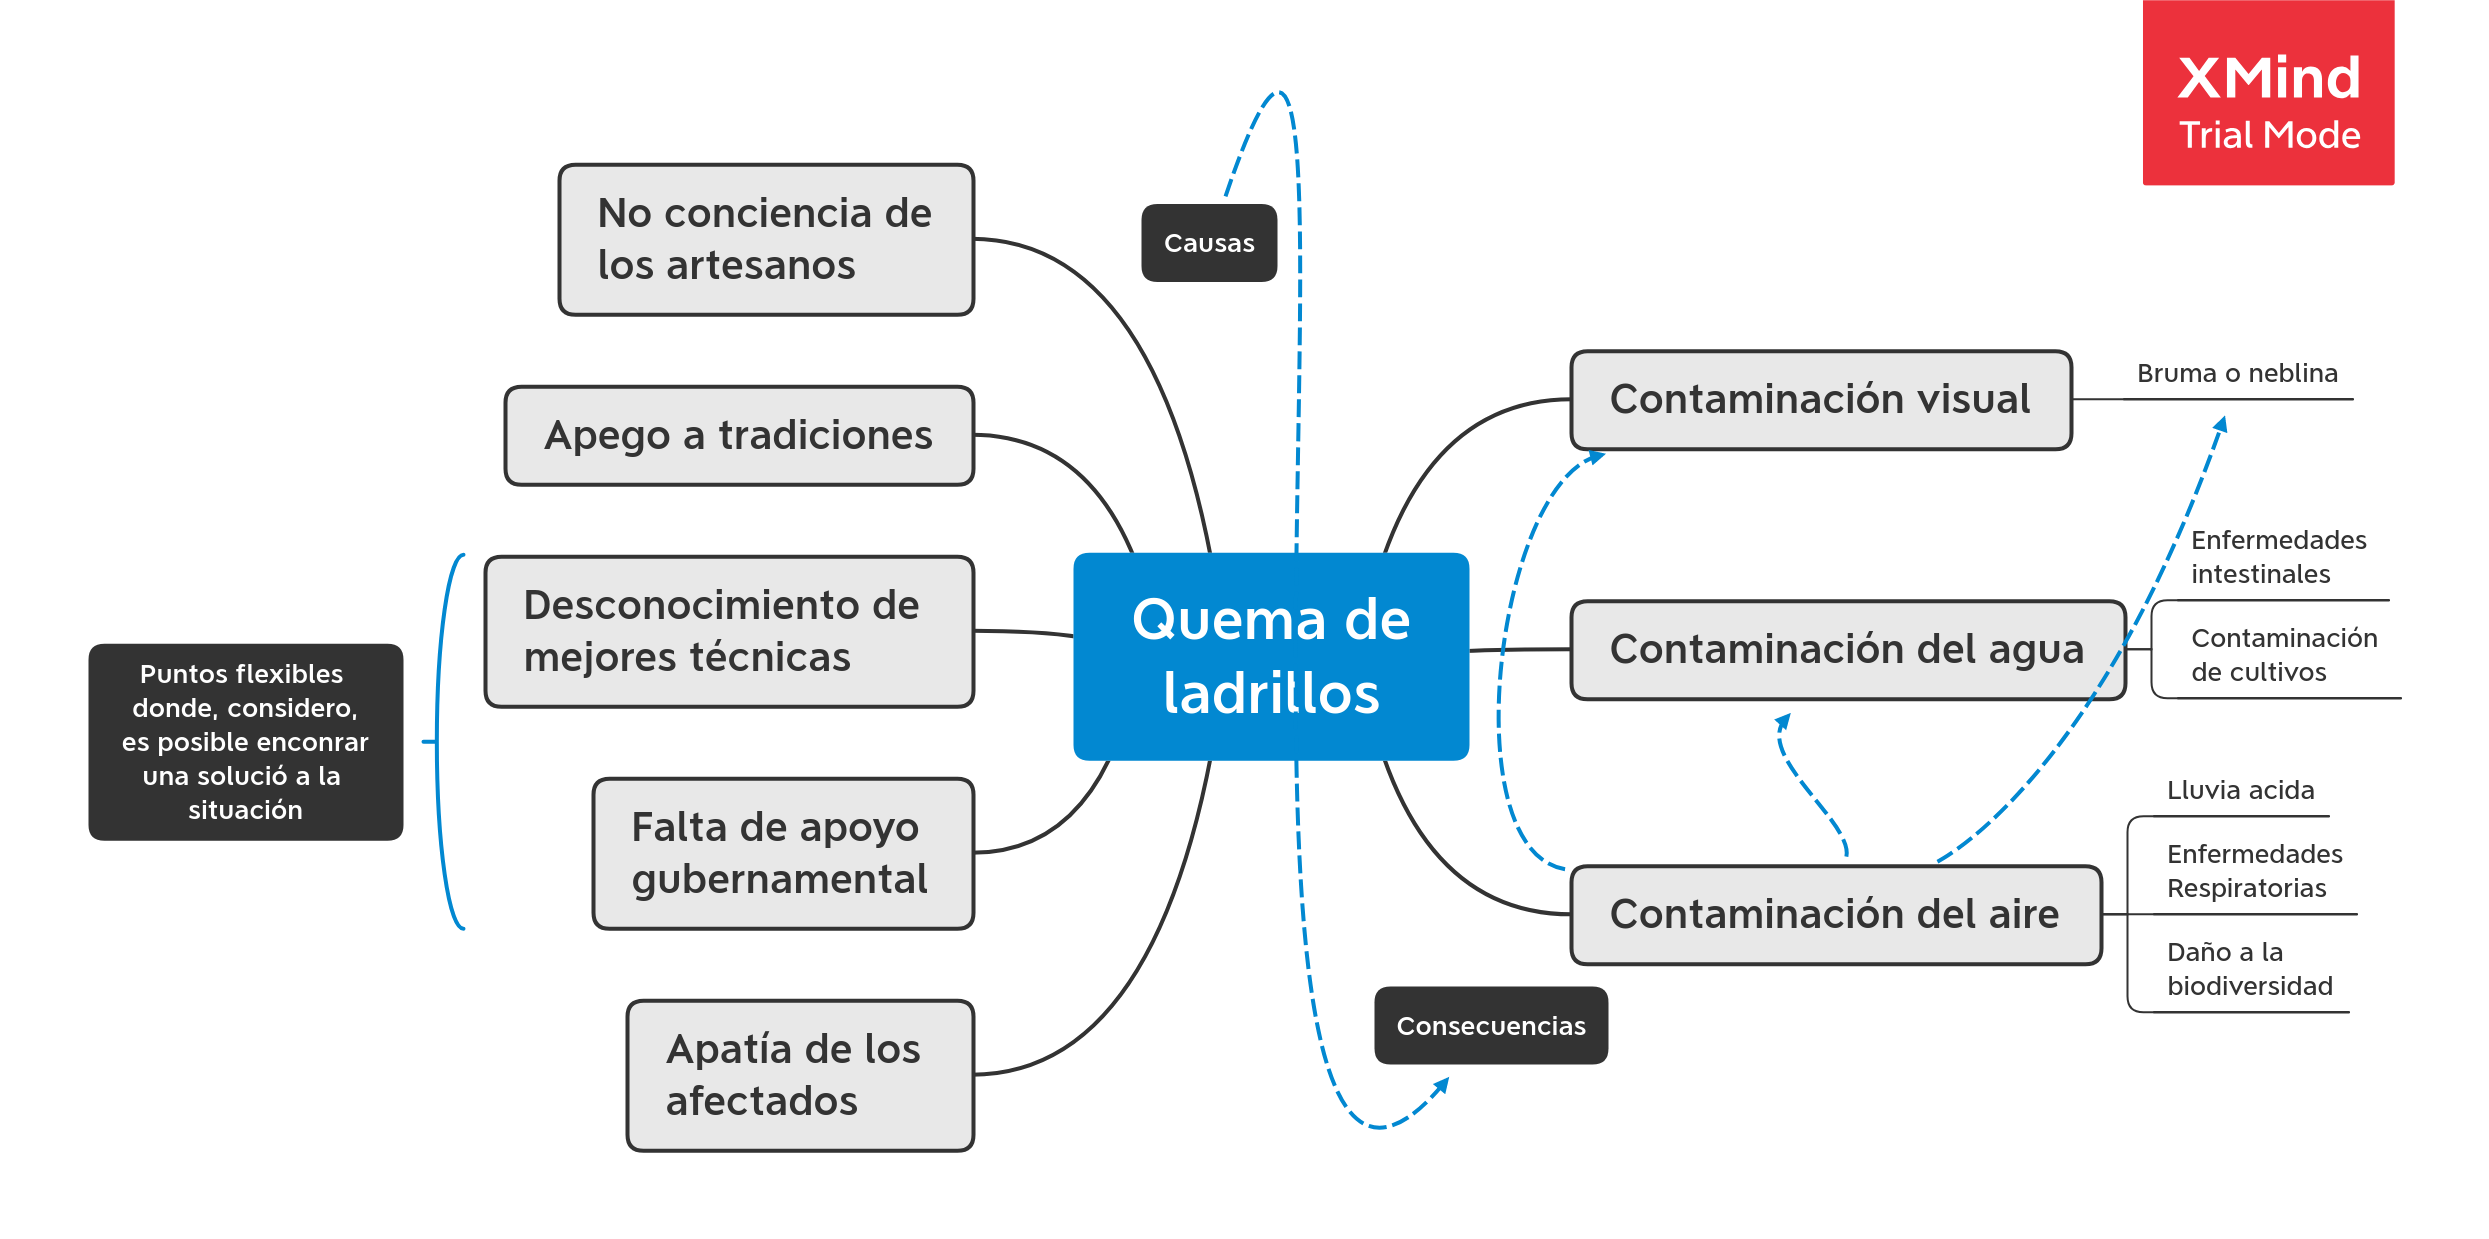 XMind
Trial Mode
No conciencia de
los artesanos
Apego a tradiciones
Desconocimiento de
mejores técnicas
Falta de apoyo
gubernamental
Apatía de los
afectados
Puntos flexibles
donde, considero,
es posible enconrar
una solució a la
situación
Causas
Quema de
ladrillos
Consecuencias
Contaminación visual
Bruma o neblina
Contaminación del agua
Enfermedades
intestinales
Contaminación
de cultivos
Contaminación del aire
Lluvia acida
Enfermedades
Respiratorias
Daño a la
biodiversidad